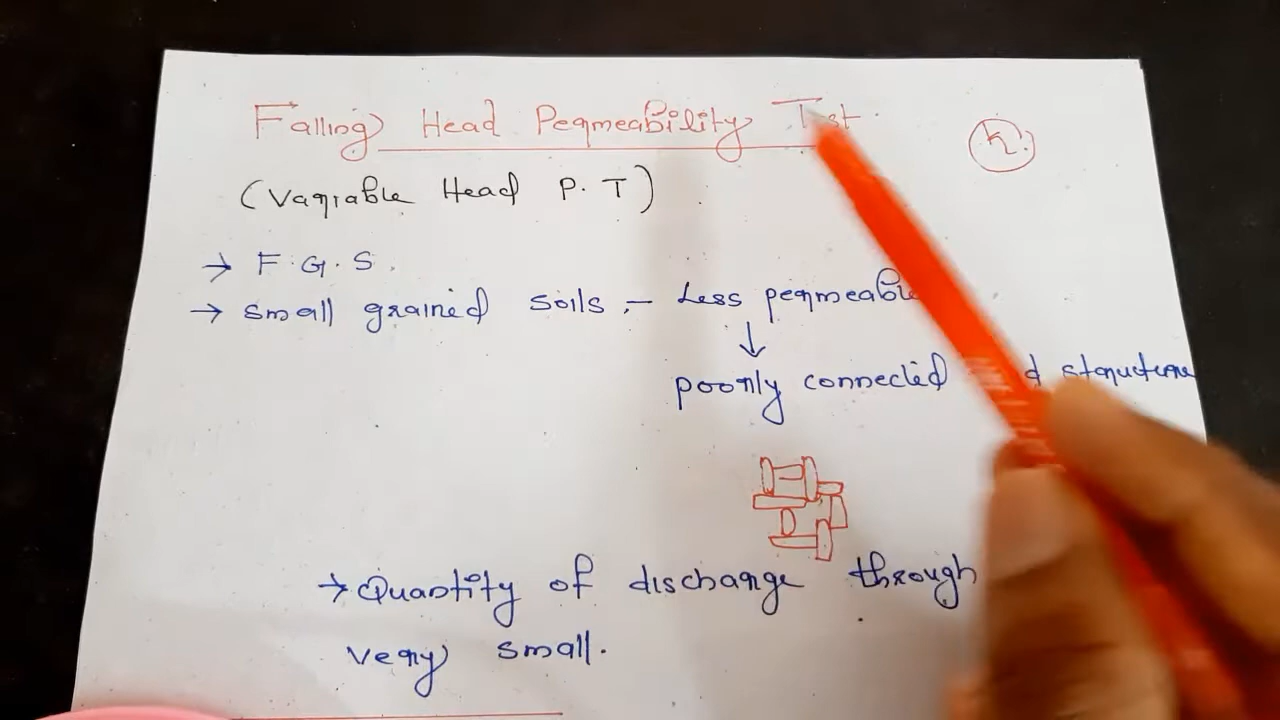 Falling Head Permeability Test
k
(Variable Head P. T)
→ F.G.S.
→ Small grained soils :- Less permeable
↓
poorly connected structure
→ Quantity of discharge through
very small.